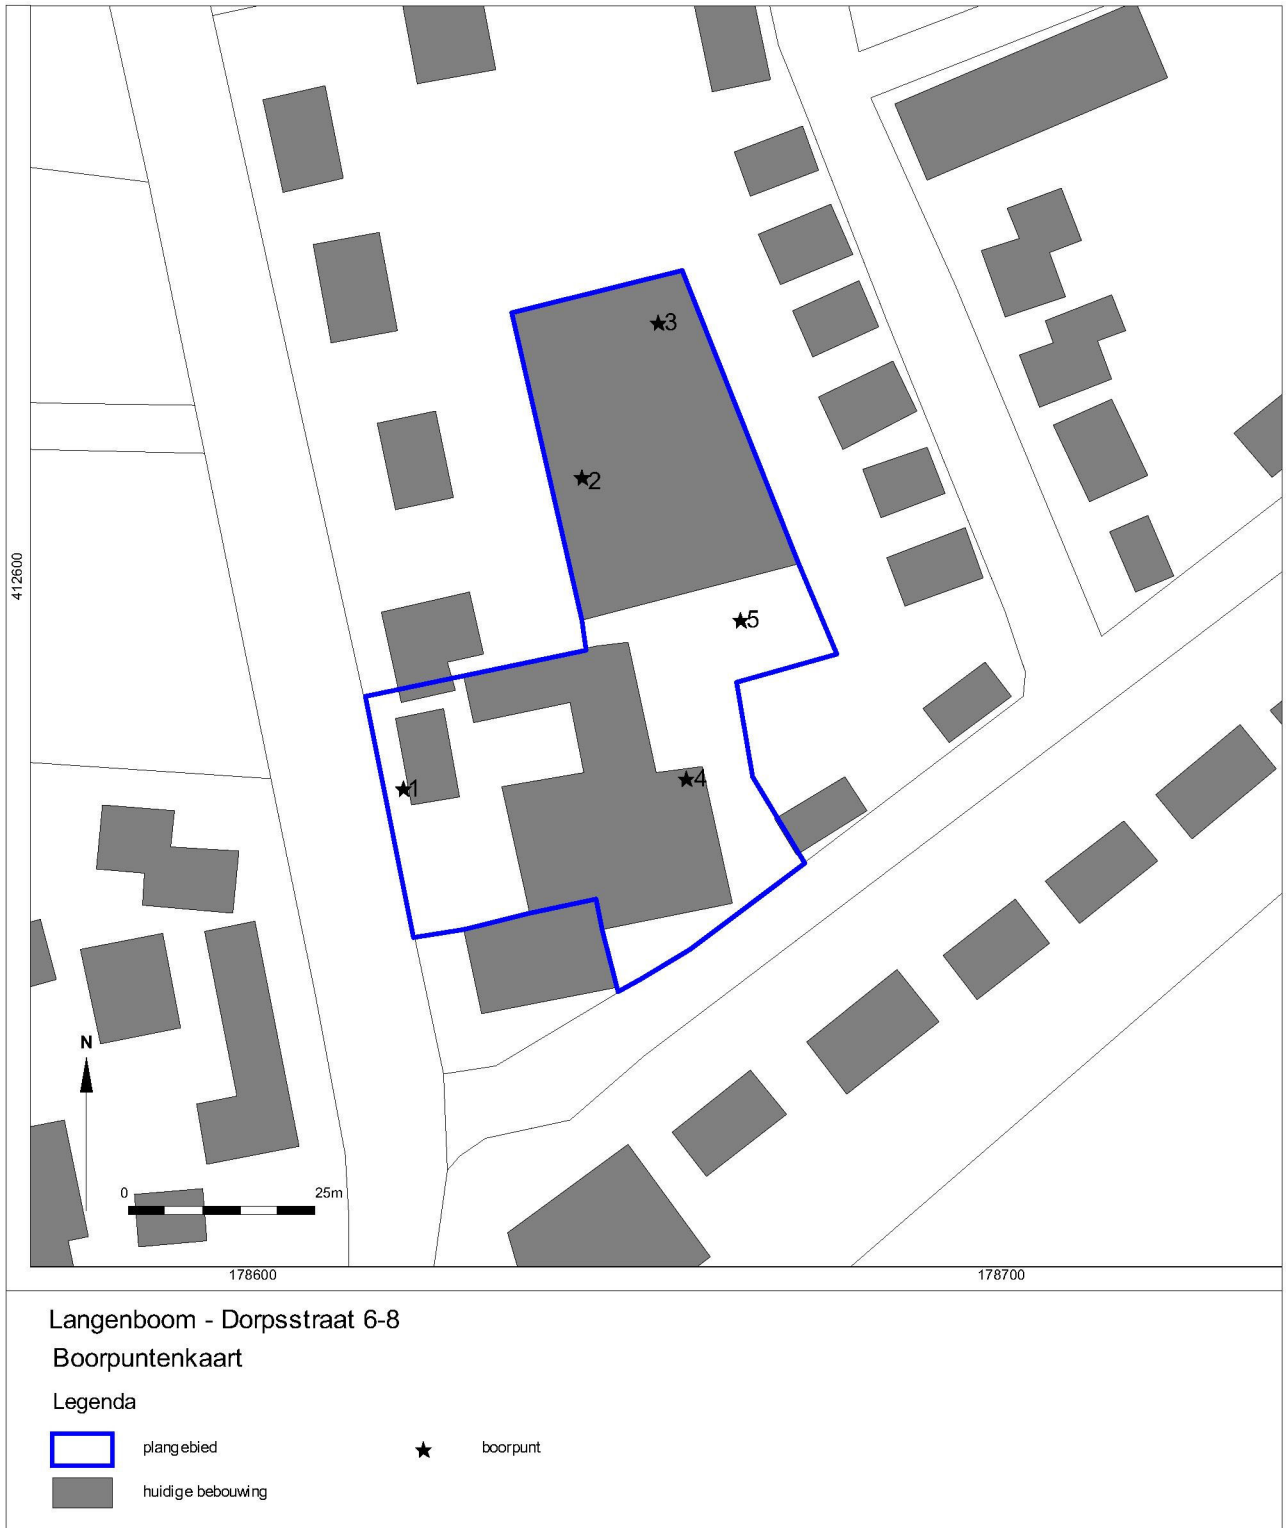 3
2
412600
5
1
4
N
0 25m
178600 178700
Langenboom - Dorpsstraat 6-8
Boorpuntenkaart
Legenda
plangebied boorpunt
huidige bebouwing